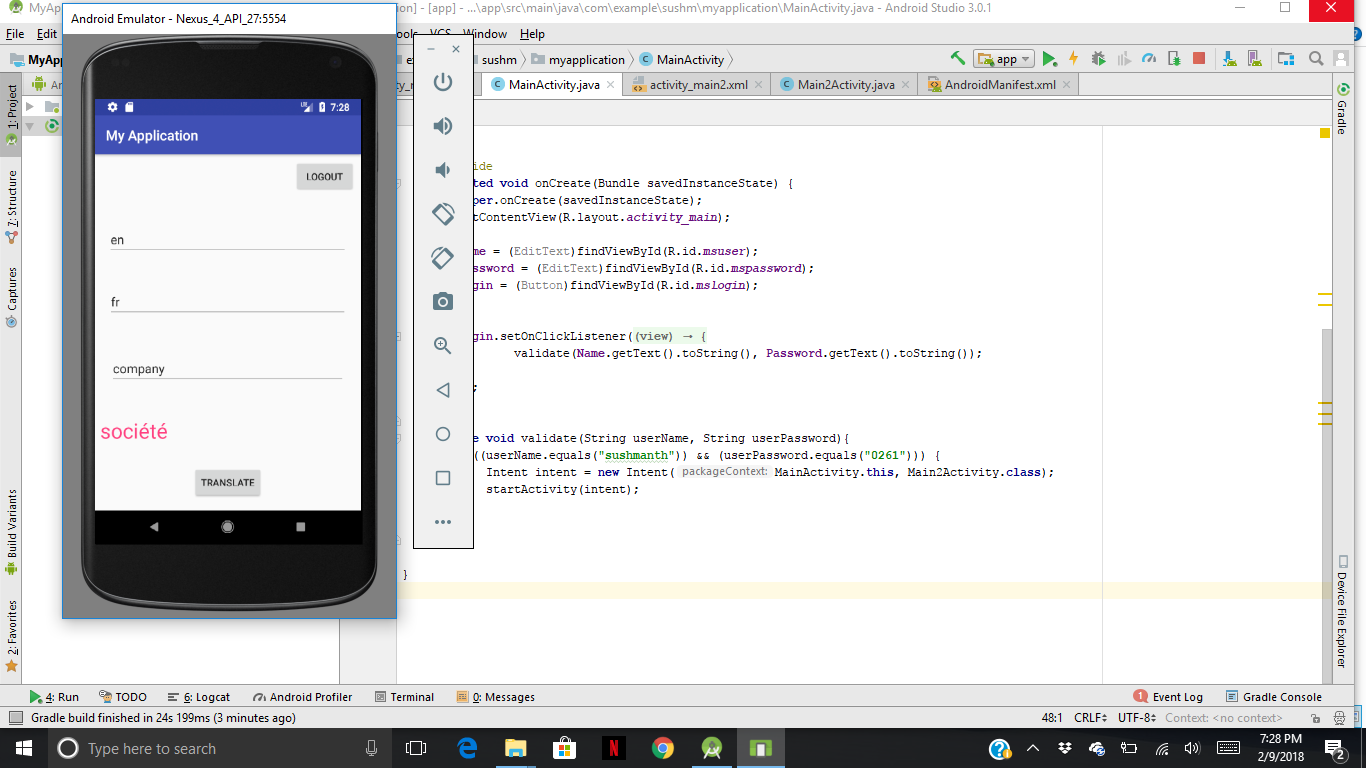 MyAp
ion] - [app] - ...\app\src\main\java\com\example\sushm\myapplication\MainActivity.java - Android Studio 3.0.1
Android Emulator - Nexus_4_API_27:5554
File Edit
ools VCS Window Help
MyAp
sushm myapplication MainActivity
app
MainActivity.java activity_main2.xml Main2Activity.java AndroidManifest.xml
1: Project
7: Structure
Captures
Build Variants
2: Favorites
Gradle
Device File Explorer
7:28
My Application
LOGOUT
en
fr
company
société
TRANSLATE
ide
ted void onCreate(Bundle savedInstanceState) {
per.onCreate(savedInstanceState);
tContentView(R.layout.activity_main);
me = (EditText)findViewById(R.id.msuser);
ssword = (EditText)findViewById(R.id.mspassword);
gin = (Button)findViewById(R.id.mslogin);
gin.setOnClickListener((view) → {
validate(Name.getText().toString(), Password.getText().toString());
;
e void validate(String userName, String userPassword){
((userName.equals("sushmanth")) && (userPassword.equals("0261"))) {
Intent intent = new Intent( packageContext: MainActivity.this, Main2Activity.class);
startActivity(intent);
}
4: Run TODO 6: Logcat Android Profiler Terminal 0: Messages
1 Event Log Gradle Console
Gradle build finished in 24s 199ms (3 minutes ago)
48:1 CRLF UTF-8 Context: <no context>
Type here to search
7:28 PM
2/9/2018
2